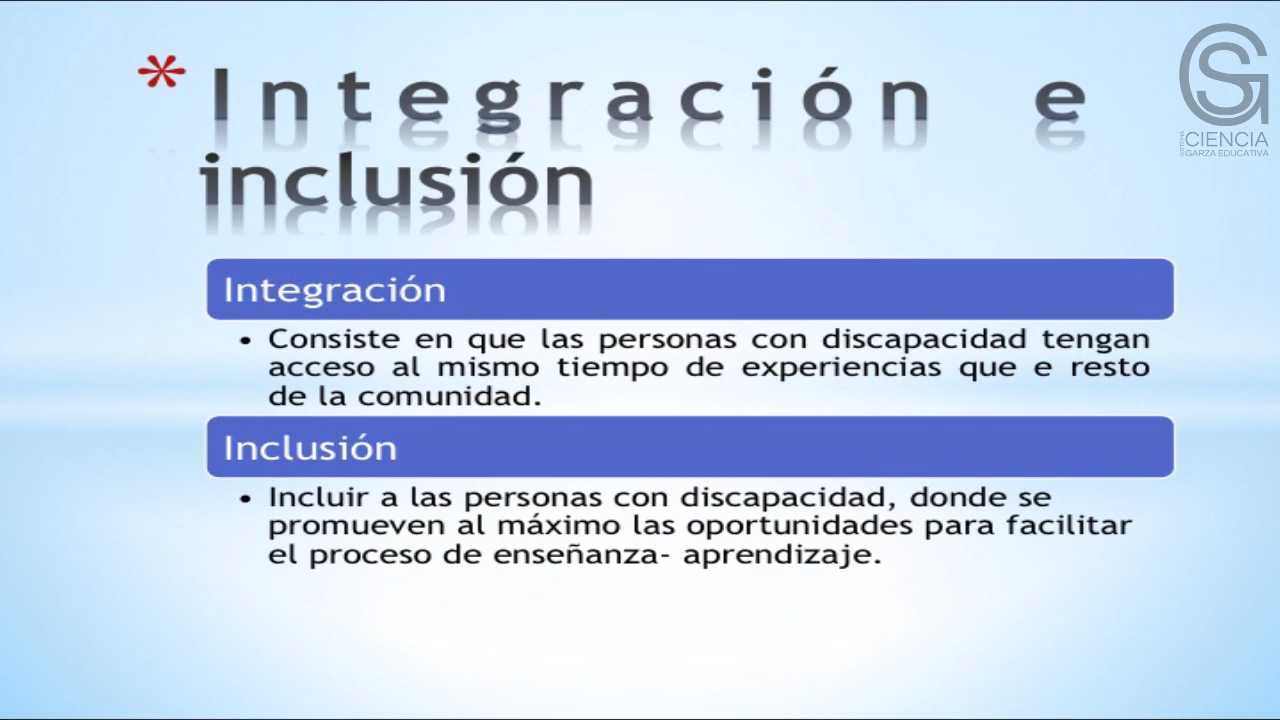 * Integración e
inclusión
Integración
• Consiste en que las personas con discapacidad tengan
acceso al mismo tiempo de experiencias que e resto
de la comunidad.
Inclusión
• Incluir a las personas con discapacidad, donde se
promueven al máximo las oportunidades para facilitar
el proceso de enseñanza- aprendizaje.
CIENCIA
GARZA EDUCATIVA